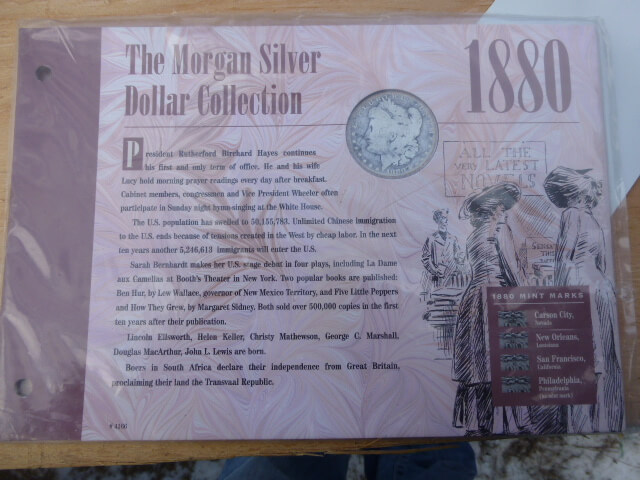 The Morgan Silver
Dollar Collection
1880
President Rutherford Birchard Hayes continues
his first and only term of office. He and his wife
Lucy hold morning prayer readings every day after breakfast.
Cabinet members, congressmen and Vice President Wheeler often
participate in Sunday night hymn-singing at the White House.
The U.S. population has swelled to 50,155,783. Unlimited Chinese immigration
to the U.S. ends because of tensions created in the West by cheap labor. In the next
ten years another 5,246,613 immigrants will enter the U.S.
Sarah Bernhardt makes her U.S. stage debut in four plays, including La Dame
aux Camelias at Booth's Theater in New York. Two popular books are published:
Ben Hur, by Lew Wallace, governor of New Mexico Territory, and Five Little Peppers
and How They Grew, by Margaret Sidney. Both sold over 500,000 copies in the first
ten years after their publication.
Lincoln Ellsworth, Helen Keller, Christy Mathewson, George C. Marshall,
Douglas MacArthur, John L. Lewis are born.
Boers in South Africa declare their independence from Great Britain,
proclaiming their land the Transvaal Republic.
ALL THE
VERY LATEST
NOVELS
1880 MINT MARKS
Carson City,
Nevada
New Orleans,
Louisiana
San Francisco,
California
Philadelphia,
Pennsylvania
(no mint mark)
# 4100